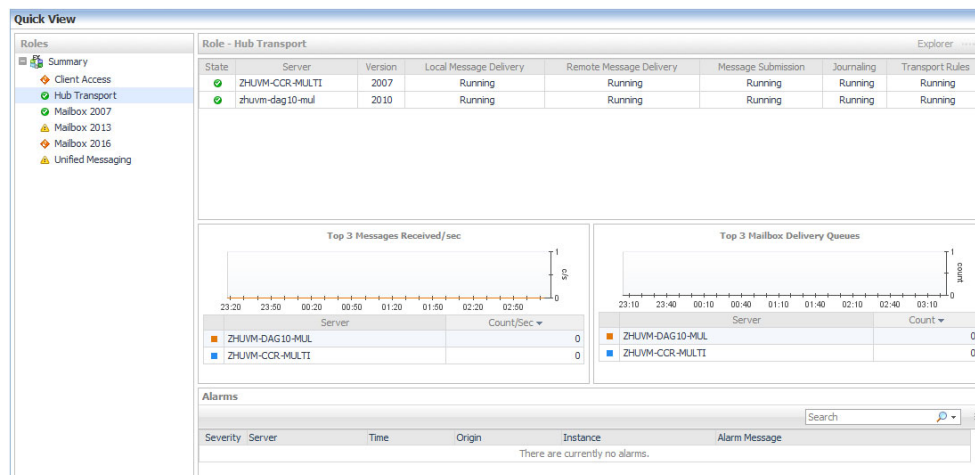 Quick View
Roles
Summary
Client Access
Hub Transport
Mailbox 2007
Mailbox 2013
Mailbox 2016
Unified Messaging
Role - Hub Transport
Explorer
State Server Version Local Message Delivery Remote Message Delivery Message Submission Journaling Transport Rules
ZHUVM-CCR-MULTI 2007 Running Running Running Running Running
zhuvm-dag10-mul 2010 Running Running Running Running Running
Top 3 Messages Received/sec
1
c/s
0
23:20 23:50 00:20 00:50 01:20 01:50 02:20 02:50
Server Count/Sec
ZHUVM-DAG10-MUL 0
ZHUVM-CCR-MULTI 0
Top 3 Mailbox Delivery Queues
1
count
0
23:10 23:40 00:10 00:40 01:10 01:40 02:10 02:40 03:10
Server Count
ZHUVM-DAG10-MUL 0
ZHUVM-CCR-MULTI 0
Alarms
Search
Severity Server Time Origin Instance Alarm Message
There are currently no alarms.